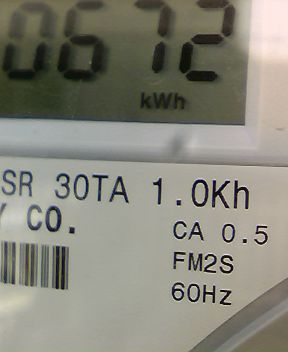 0672
kWh
SR 30TA 1.0Kh
Y CO.
CA 0.5
FM2S
60Hz